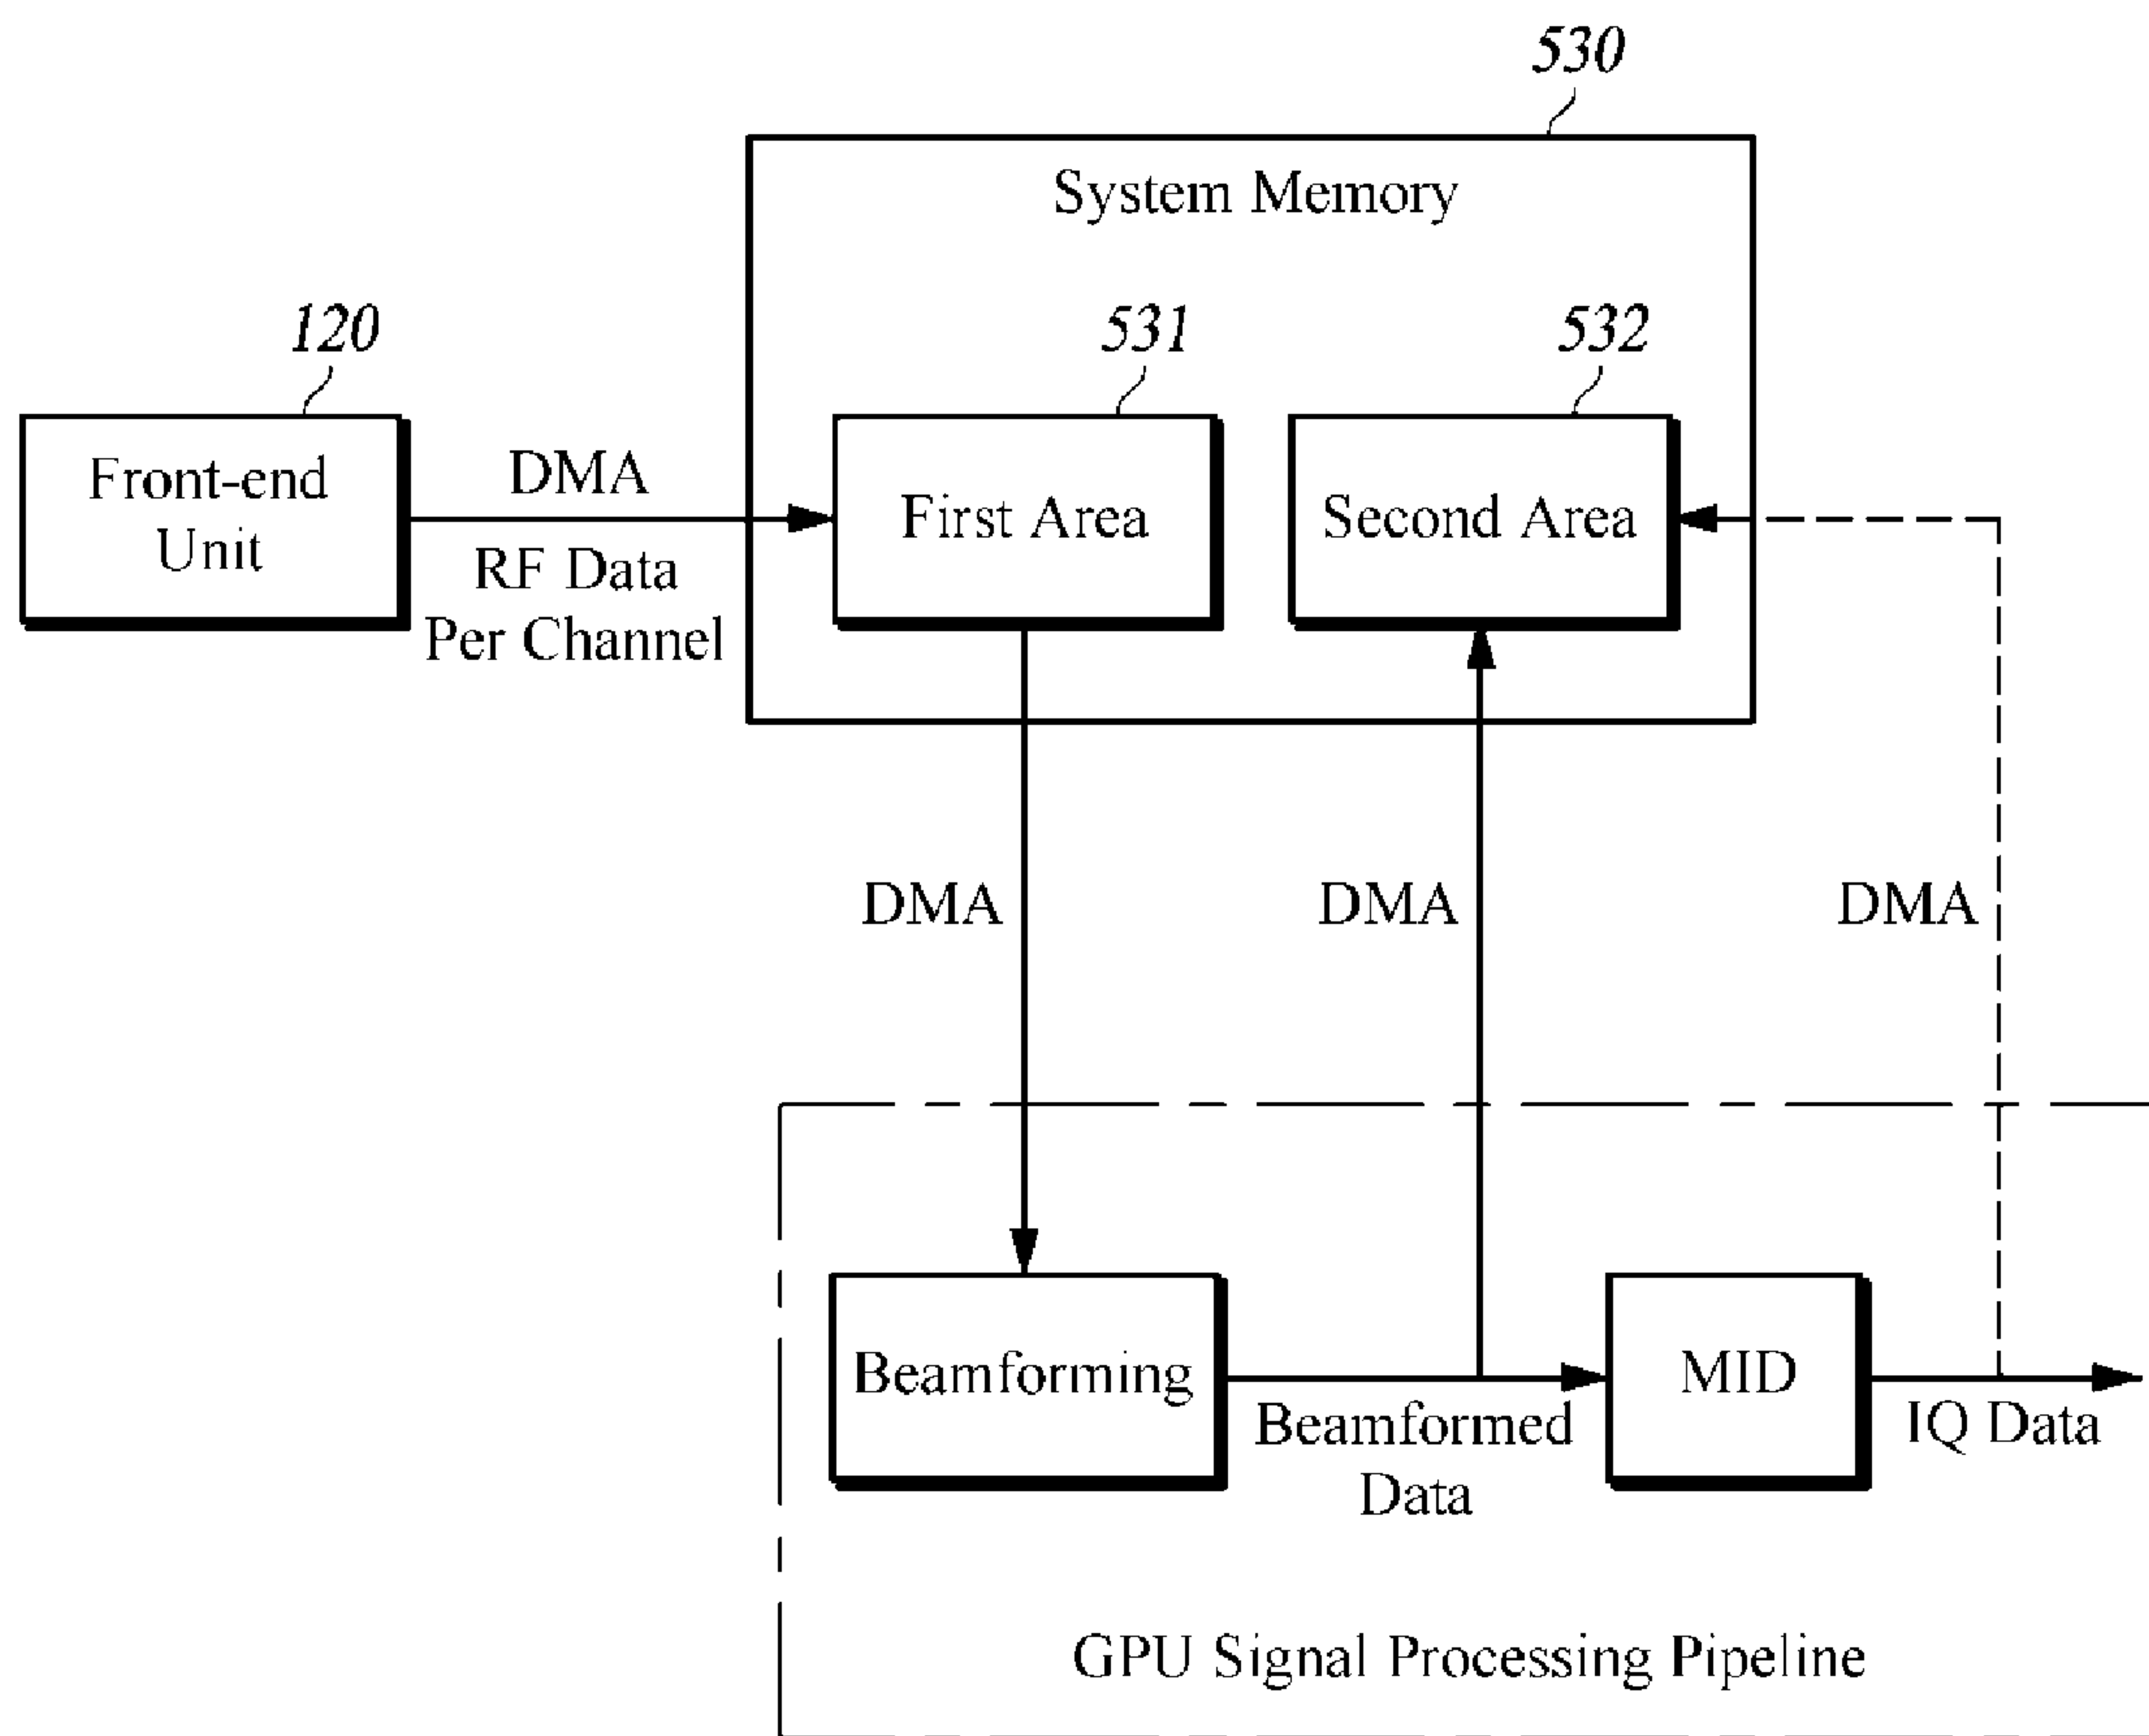 530
System Memory
120
531
532
Front-end
Unit
DMA
RF Data
Per Channel
First Area
Second Area
DMA
DMA
DMA
Beamforming
Beamformed
Data
MID
IQ Data
GPU Signal Processing Pipeline